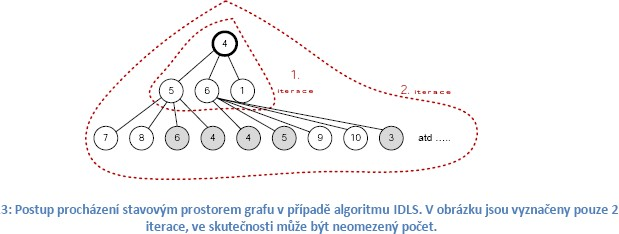 4
1.
iterace
5 6 1
2. iterace
7 8 6 4 4 5 9 10 3 atd .....
3: Postup procházení stavovým prostorem grafu v případě algoritmu IDLS. V obrázku jsou vyznačeny pouze 2
iterace, ve skutečnosti může být neomezený počet.